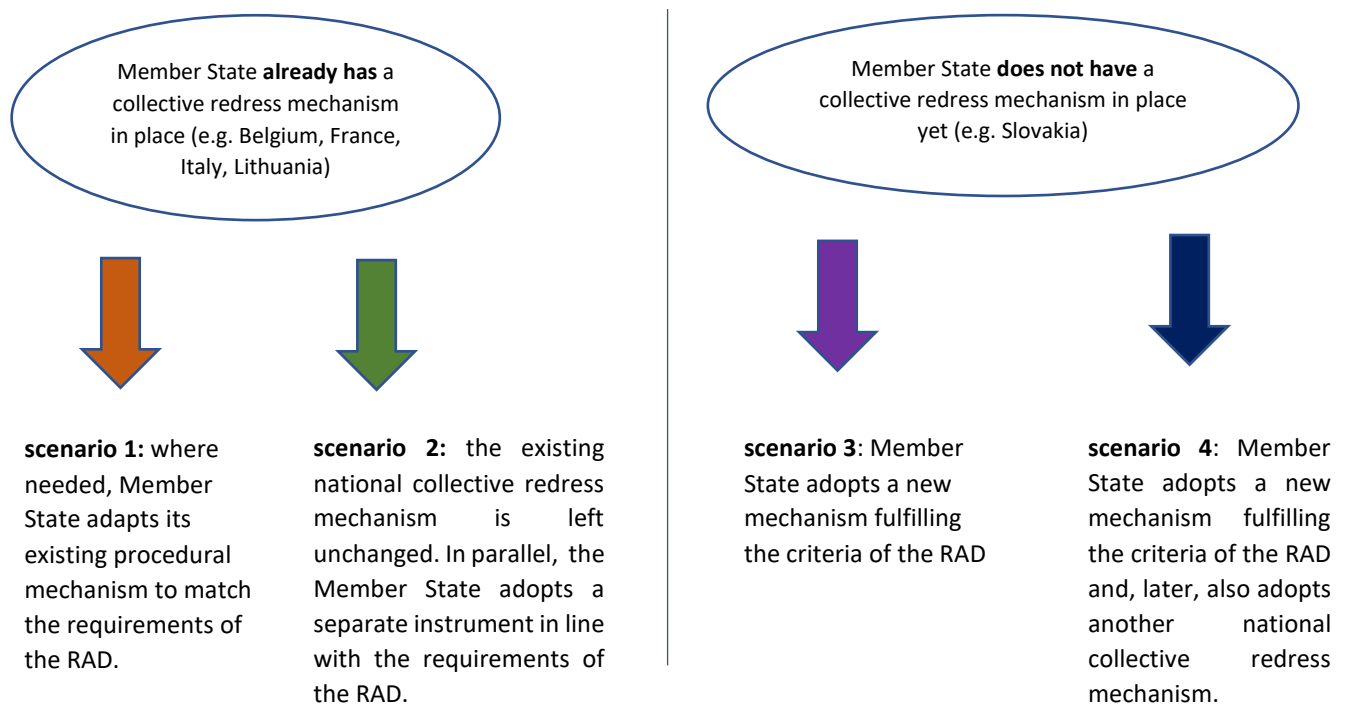 Member State already has a
collective redress mechanism
in place (e.g. Belgium, France,
Italy, Lithuania)
Member State does not have a
collective redress mechanism in place
yet (e.g. Slovakia)
scenario 1: where
needed, Member
State adapts its
existing procedural
mechanism to match
the requirements of
the RAD.
scenario 2: the existing
national collective redress
mechanism is left
unchanged. In parallel, the
Member State adopts a
separate instrument in line
with the requirements of
the RAD.
scenario 3: Member
State adopts a new
mechanism fulfilling
the criteria of the RAD
scenario 4: Member
State adopts a new
mechanism fulfilling
the criteria of the RAD
and, later, also adopts
another national
collective redress
mechanism.